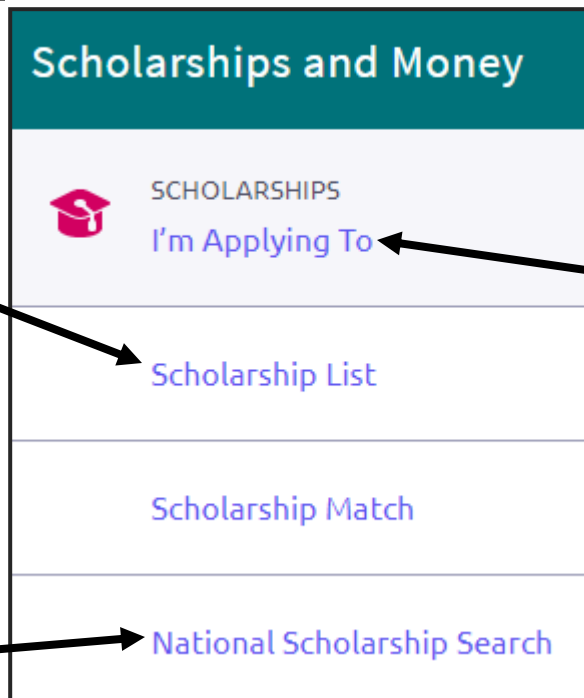 Scholarships and Money
SCHOLARSHIPS
I'm Applying To
Scholarship List
Scholarship Match
National Scholarship Search